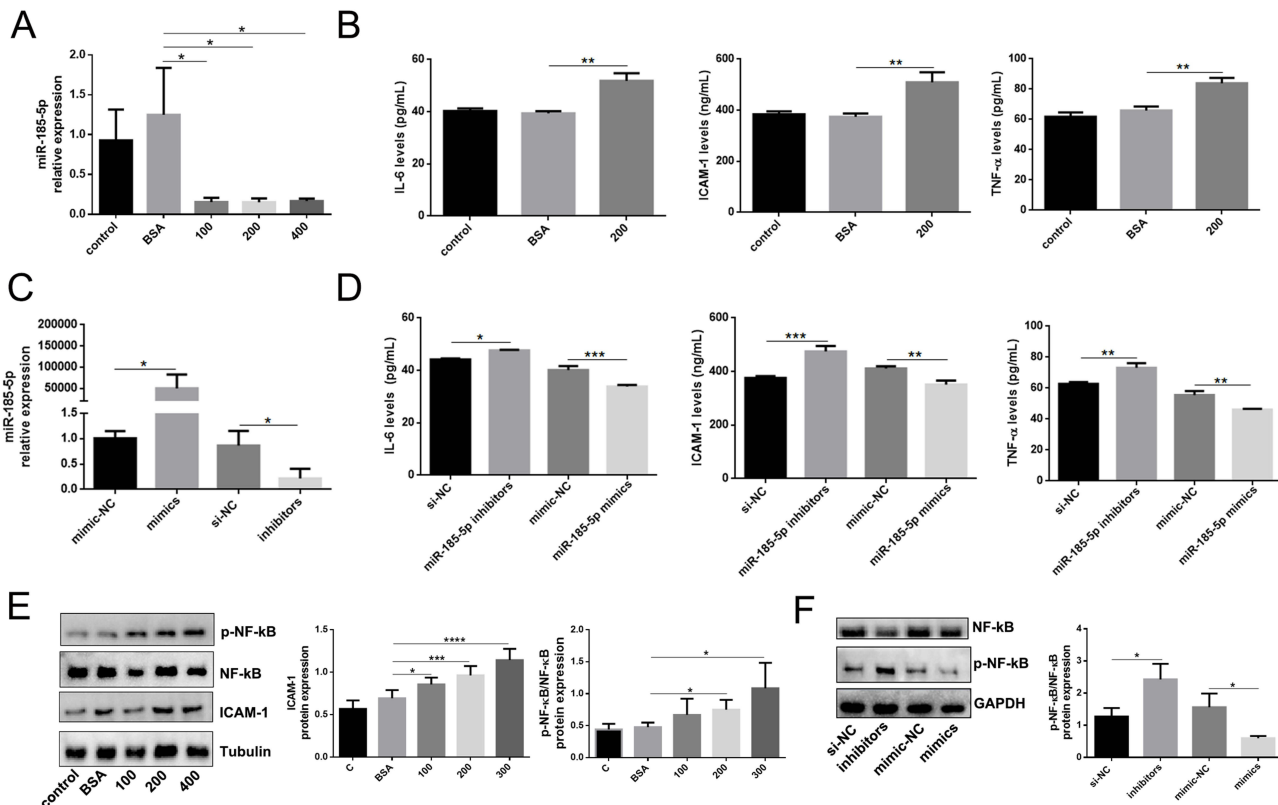 A
miR-185-5p
relative expression
2.0
1.5
1.0
0.5
0.0
*
*
*
control
BSA
100
200
400
B
IL-6 levels (pg/mL)
60
40
20
0
**
control
BSA
200
ICAM-1 levels (ng/mL)
600
400
200
0
**
control
BSA
200
TNF-α levels (pg/mL)
100
80
60
40
20
0
**
control
BSA
200
C
miR-185-5p
relative expression
200000
150000
100000
50000
1.5
1.0
0.5
0.0
*
*
mimic-NC
mimics
si-NC
inhibitors
D
IL-6 levels (pg/mL)
60
40
20
0
*
***
si-NC
miR-185-5p inhibitors
mimic-NC
miR-185-5p mimics
ICAM-1 levels (ng/mL)
600
400
200
0
***
**
si-NC
miR-185-5p inhibitors
mimic-NC
miR-185-5p mimics
TNF-α levels (pg/mL)
100
80
60
40
20
0
**
**
si-NC
miR-185-5p inhibitors
mimic-NC
miR-185-5p mimics
E
p-NF-kB
NF-kB
ICAM-1
Tubulin
control
BSA
100
200
400
ICAM-1
protein expression
1.5
1.0
0.5
0.0
****
***
*
C
BSA
100
200
300
p-NF-κB/NF-κB
protein expression
2.0
1.5
1.0
0.5
0.0
*
*
C
BSA
100
200
300
F
NF-kB
p-NF-kB
GAPDH
si-NC
inhibitors
mimic-NC
mimics
p-NF-κB/NF-κB
protein expression
4
3
2
1
0
*
*
si-NC
inhibitors
mimic-NC
mimics